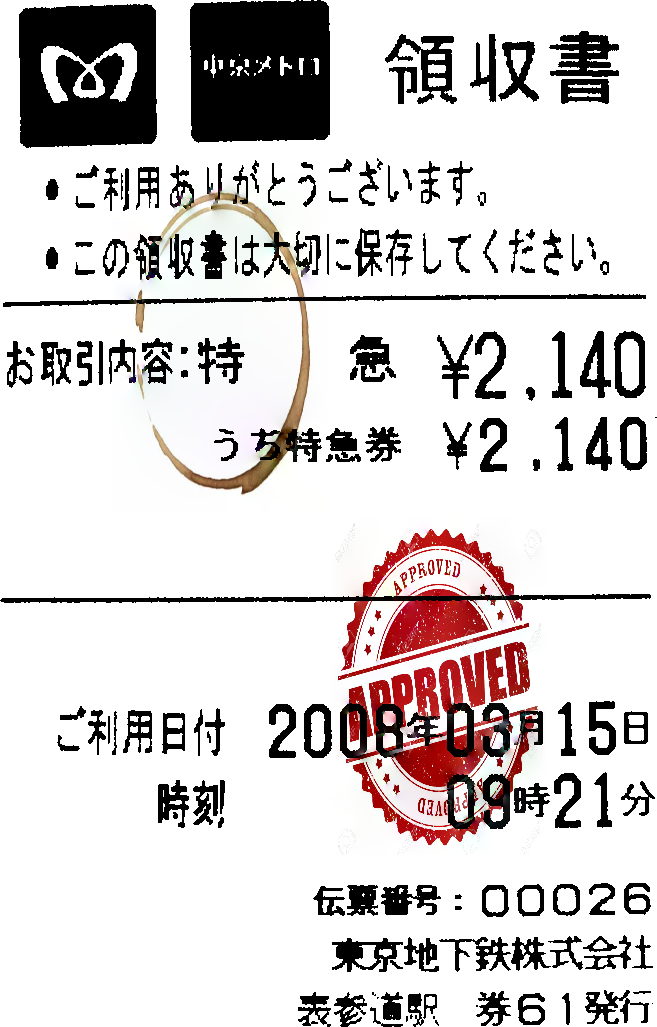 東京メトロ 領収書
●ご利用ありがとうございます。
●この領収書は大切に保存してください。
お取引内容:特 急 ¥2,140
うち特急券 ¥2,140
APPROVED
APPROVED
ご利用日付 2008年03月15日
時刻 09時21分
APPROVED
伝票番号:00026
東京地下鉄株式会社
表参道駅 券61発行